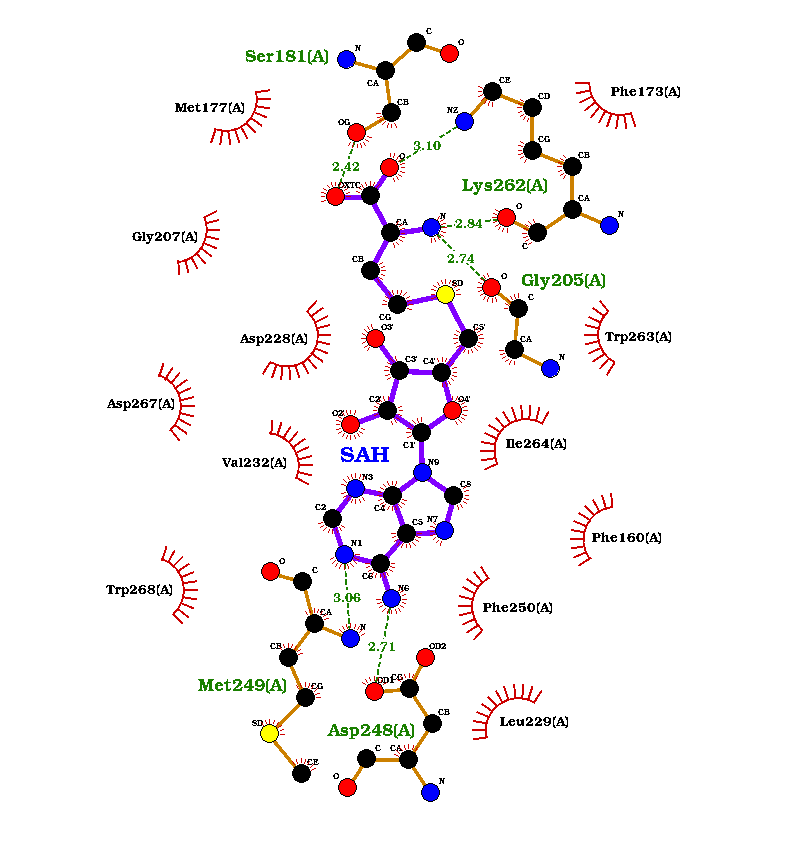 C
N O
Ser181(A)
CA
CE
CD
Phe173(A)
Met177(A)
CB
NZ
OG
3.10
CG
CB
O
2.42
OXT C
Lys262(A)
CA
O
N
CA N
2.84
Gly207(A)
C
2.74
CB
O
Gly205(A)
SD
C
CG
O3'
C5'
Asp228(A)
Trp263(A)
CA
N
C3' C4'
Asp267(A)
C2'
O4'
O2'
C1'
Ile264(A)
SAH
Val232(A)
N9
N3
C8
C4
C2
N7
C5
N1
Phe160(A)
O
C
C6
Trp268(A)
N6
3.06
Phe250(A)
CA
N
CB
2.71
OD2
CG
Met249(A)
CG
OD1
CB
SD
Leu229(A)
Asp248(A)
C CA
CE
O
N